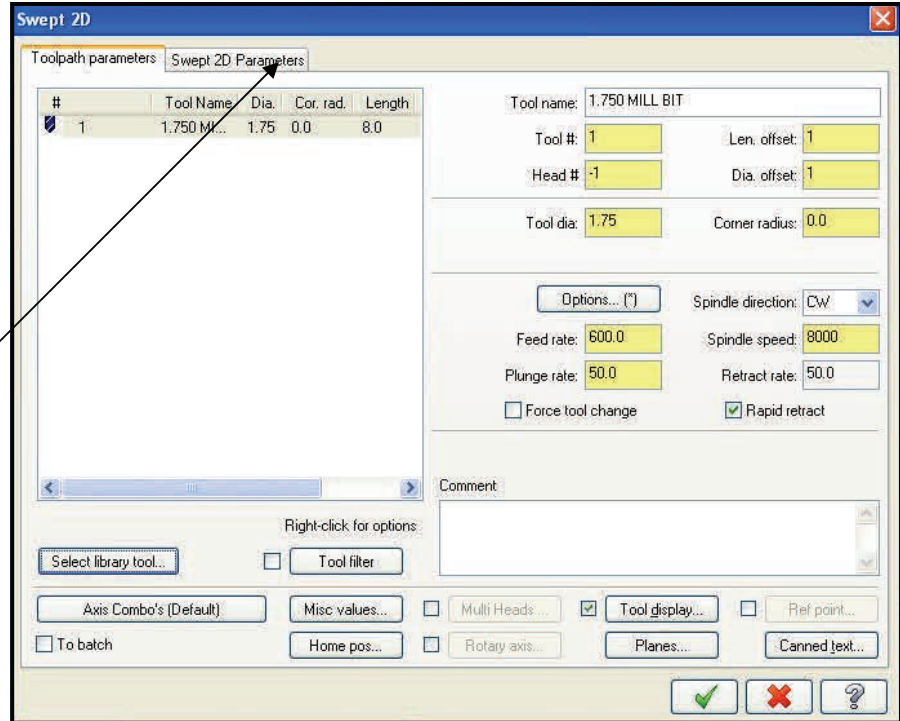 Swept 2D
Toolpath parameters Swept 2D Parameters
# Tool Name Dia. Cor. rad. Length
1 1.750 MI... 1.75 0.0 8.0
Tool name: 1.750 MILL BIT
Tool #: 1 Len. offset: 1
Head # -1 Dia. offset: 1
Tool dia: 1.75 Corner radius: 0.0
Options... (*) Spindle direction: CW
Feed rate: 600.0 Spindle speed: 8000
Plunge rate: 50.0 Retract rate: 50.0
Force tool change Rapid retract
Comment
Right-click for options
Select library tool... Tool filter
Axis Combo's (Default) Misc values... Multi Heads ... Tool display... Ref point...
To batch Home pos... Rotary axis... Planes.... Canned text...